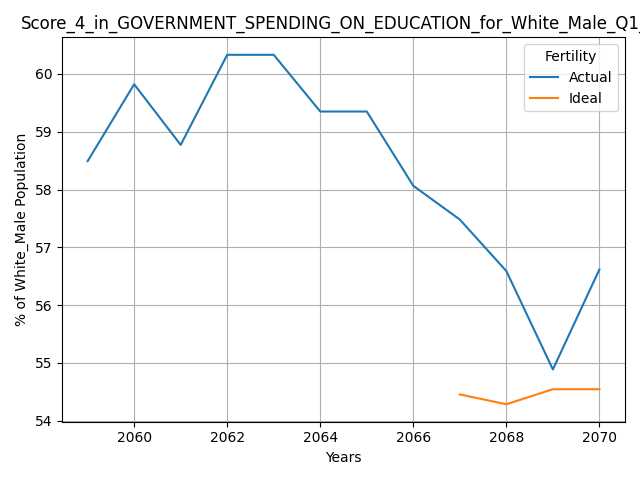 Score_4_in_GOVERNMENT_SPENDING_ON_EDUCATION_for_White_Male_Q1_
Fertility
Actual
Ideal
% of White_Male Population
60
59
58
57
56
55
54
2060 2062 2064 2066 2068 2070
Years